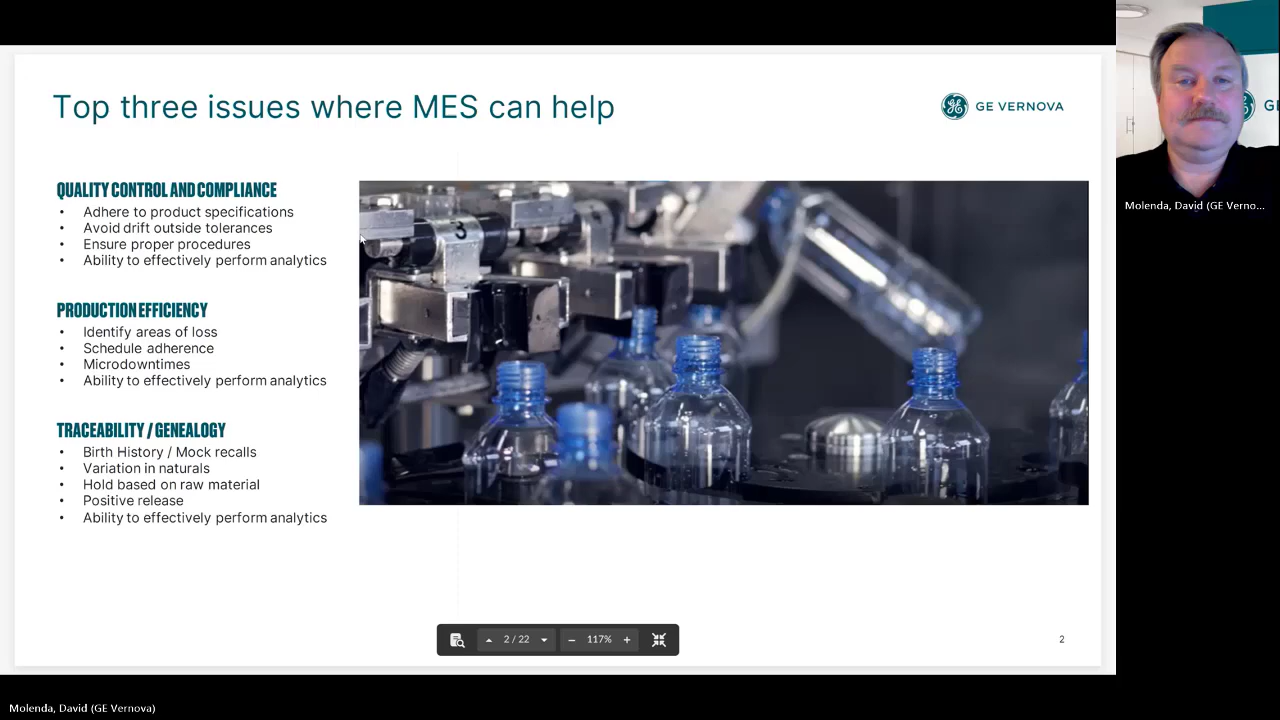 Top three issues where MES can help
GE VERNOVA
QUALITY CONTROL AND COMPLIANCE
• Adhere to product specifications
• Avoid drift outside tolerances
• Ensure proper procedures
• Ability to effectively perform analytics
PRODUCTION EFFICIENCY
• Identify areas of loss
• Schedule adherence
• Microdowntimes
• Ability to effectively perform analytics
TRACEABILITY / GENEALOGY
• Birth History / Mock recalls
• Variation in naturals
• Hold based on raw material
• Positive release
• Ability to effectively perform analytics
3
2 / 22
117%
2
G
Molenda, David (GE Verno...
Molenda, David (GE Vernova)